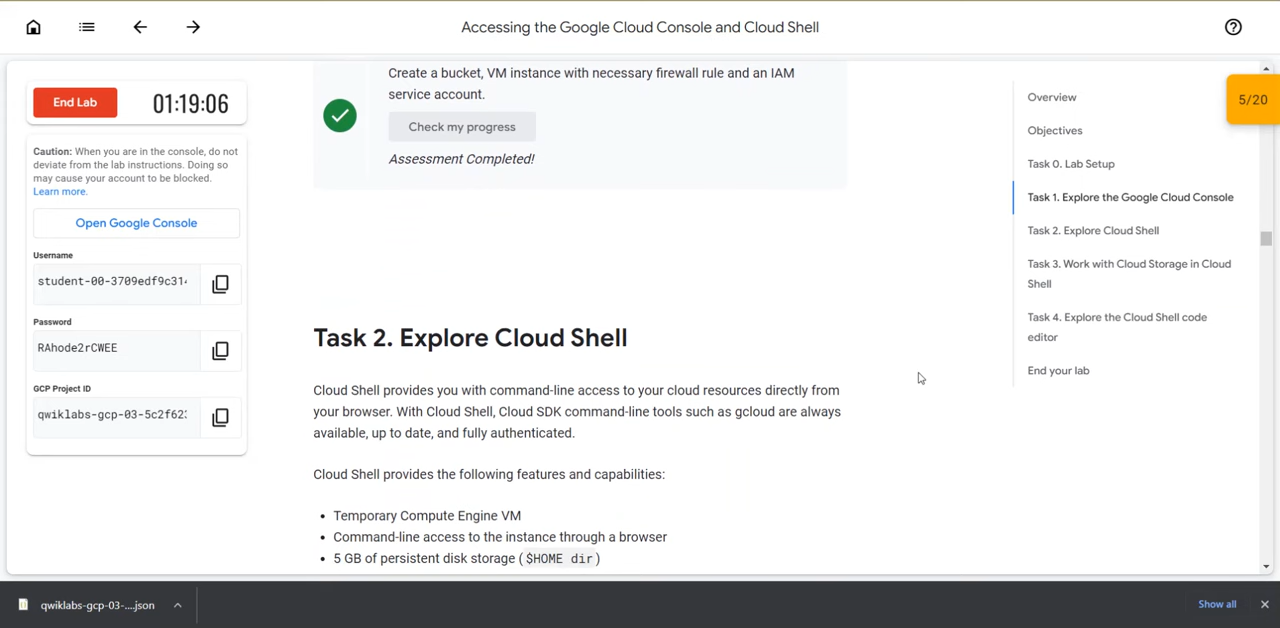 Accessing the Google Cloud Console and Cloud Shell
End Lab
01:19:06
Caution: When you are in the console, do not
deviate from the lab instructions. Doing so
may cause your account to be blocked.
Learn more.
Open Google Console
Username
student-00-3709edf9c314
Password
RAhode2rCWEE
GCP Project ID
qwiklabs-gcp-03-5c2f623
Create a bucket, VM instance with necessary firewall rule and an IAM
service account.
Check my progress
Assessment Completed!
Task 2. Explore Cloud Shell
Cloud Shell provides you with command-line access to your cloud resources directly from
your browser. With Cloud Shell, Cloud SDK command-line tools such as gcloud are always
available, up to date, and fully authenticated.
Cloud Shell provides the following features and capabilities:
• Temporary Compute Engine VM
• Command-line access to the instance through a browser
• 5 GB of persistent disk storage ( $HOME dir )
Overview
Objectives
Task 0. Lab Setup
Task 1. Explore the Google Cloud Console
Task 2. Explore Cloud Shell
Task 3. Work with Cloud Storage in Cloud
Shell
Task 4. Explore the Cloud Shell code
editor
End your lab
5/20
qwiklabs-gcp-03-....json
Show all